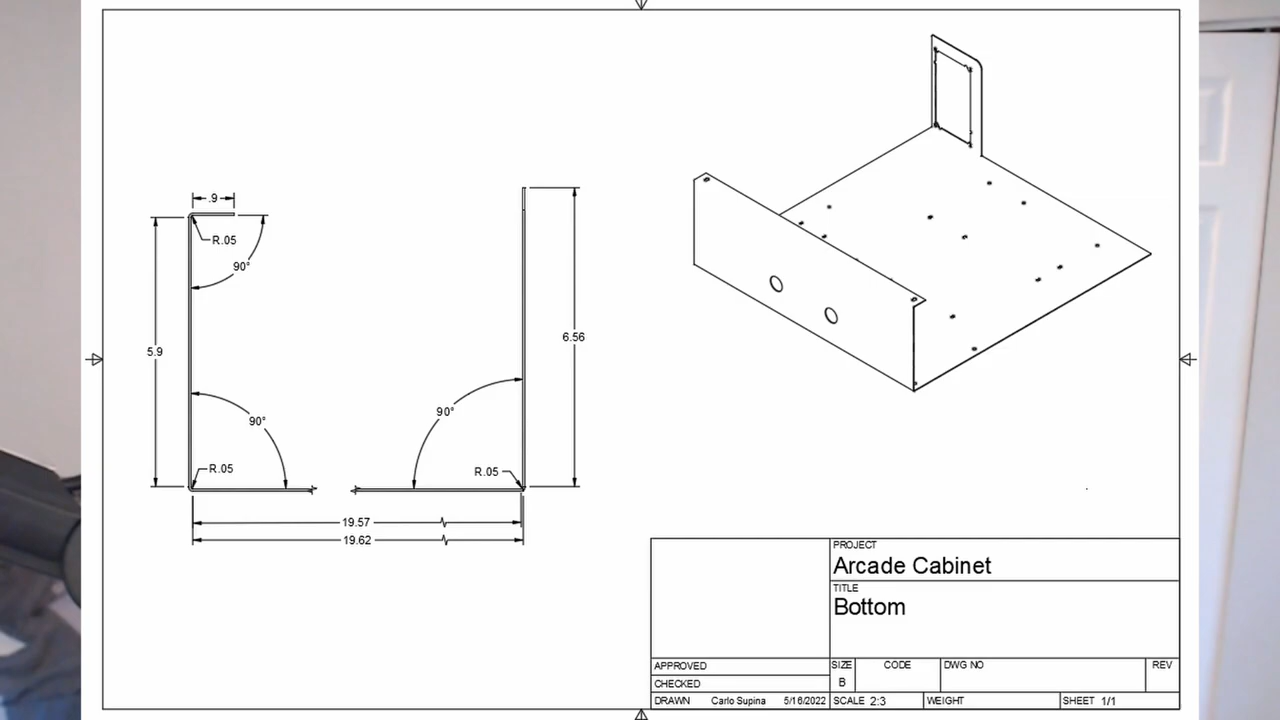 .9
R.05
90°
5.9
90°
R.05
90°
R.05
6.56
19.57
19.62
PROJECT
Arcade Cabinet
TITLE
Bottom
APPROVED
CHECKED
DRAWN Carlo Supina 5/16/2022
SIZE CODE DWG NO REV
B
SCALE 2:3 WEIGHT SHEET 1/1